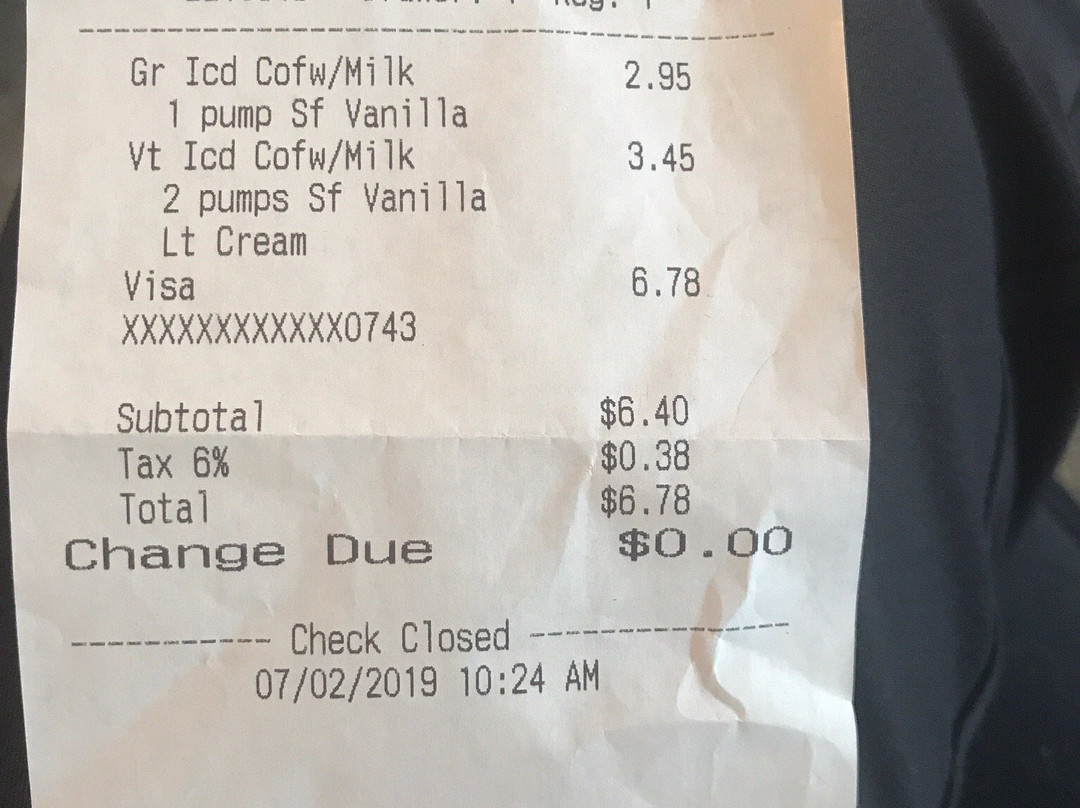 Gr Icd Cofw/Milk 2.95
1 pump Sf Vanilla
Vt Icd Cofw/Milk 3.45
2 pumps Sf Vanilla
Lt Cream
Visa 6.78
XXXXXXXXXXXX0743
Subtotal $6.40
Tax 6% $0.38
Total $6.78
Change Due $0.00
----------- Check Closed --------------
07/02/2019 10:24 AM